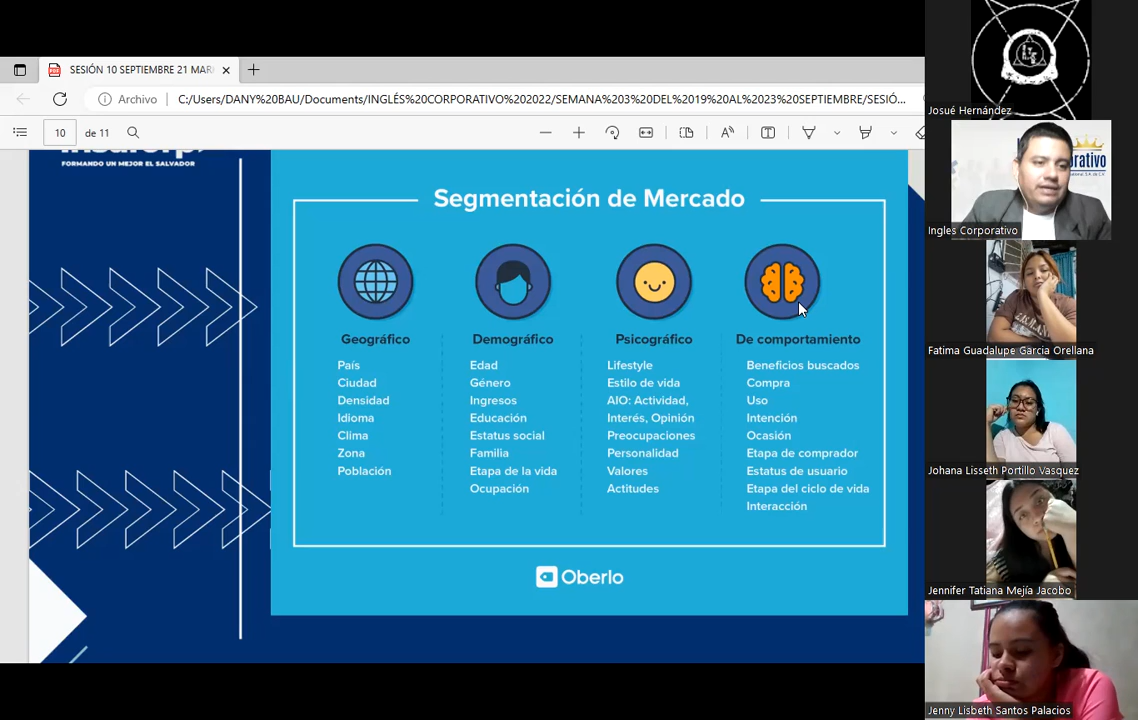 SESIÓN 10 SEPTIEMBRE 21 MAR
Archivo
C:/Users/DANY%20BAU/Documents/INGLÉS%20CORPORATIVO%202022/SEMANA%203%20DEL%2019%20AL%2023%20SEPTIEMBRE/SESIÓ...
10
de 11
FORMANDO UN MEJOR EL SALVADOR
Segmentación de Mercado
Geográfico
País
Ciudad
Densidad
Idioma
Clima
Zona
Población
Demográfico
Edad
Género
Ingresos
Educación
Estatus social
Familia
Etapa de la vida
Ocupación
Psicográfico
Lifestyle
Estilo de vida
AIO: Actividad,
Interés, Opinión
Preocupaciones
Personalidad
Valores
Actitudes
De comportamiento
Beneficios buscados
Compra
Uso
Intención
Ocasión
Etapa de comprador
Estatus de usuario
Etapa del ciclo de vida
Interacción
Oberlo
Josué Hernández
Ingles Corporativo
Fatima Guadalupe Garcia Orellana
Johana Lisseth Portillo Vasquez
Jennifer Tatiana Mejía Jacobo
Jenny Lisbeth Santos Palacios